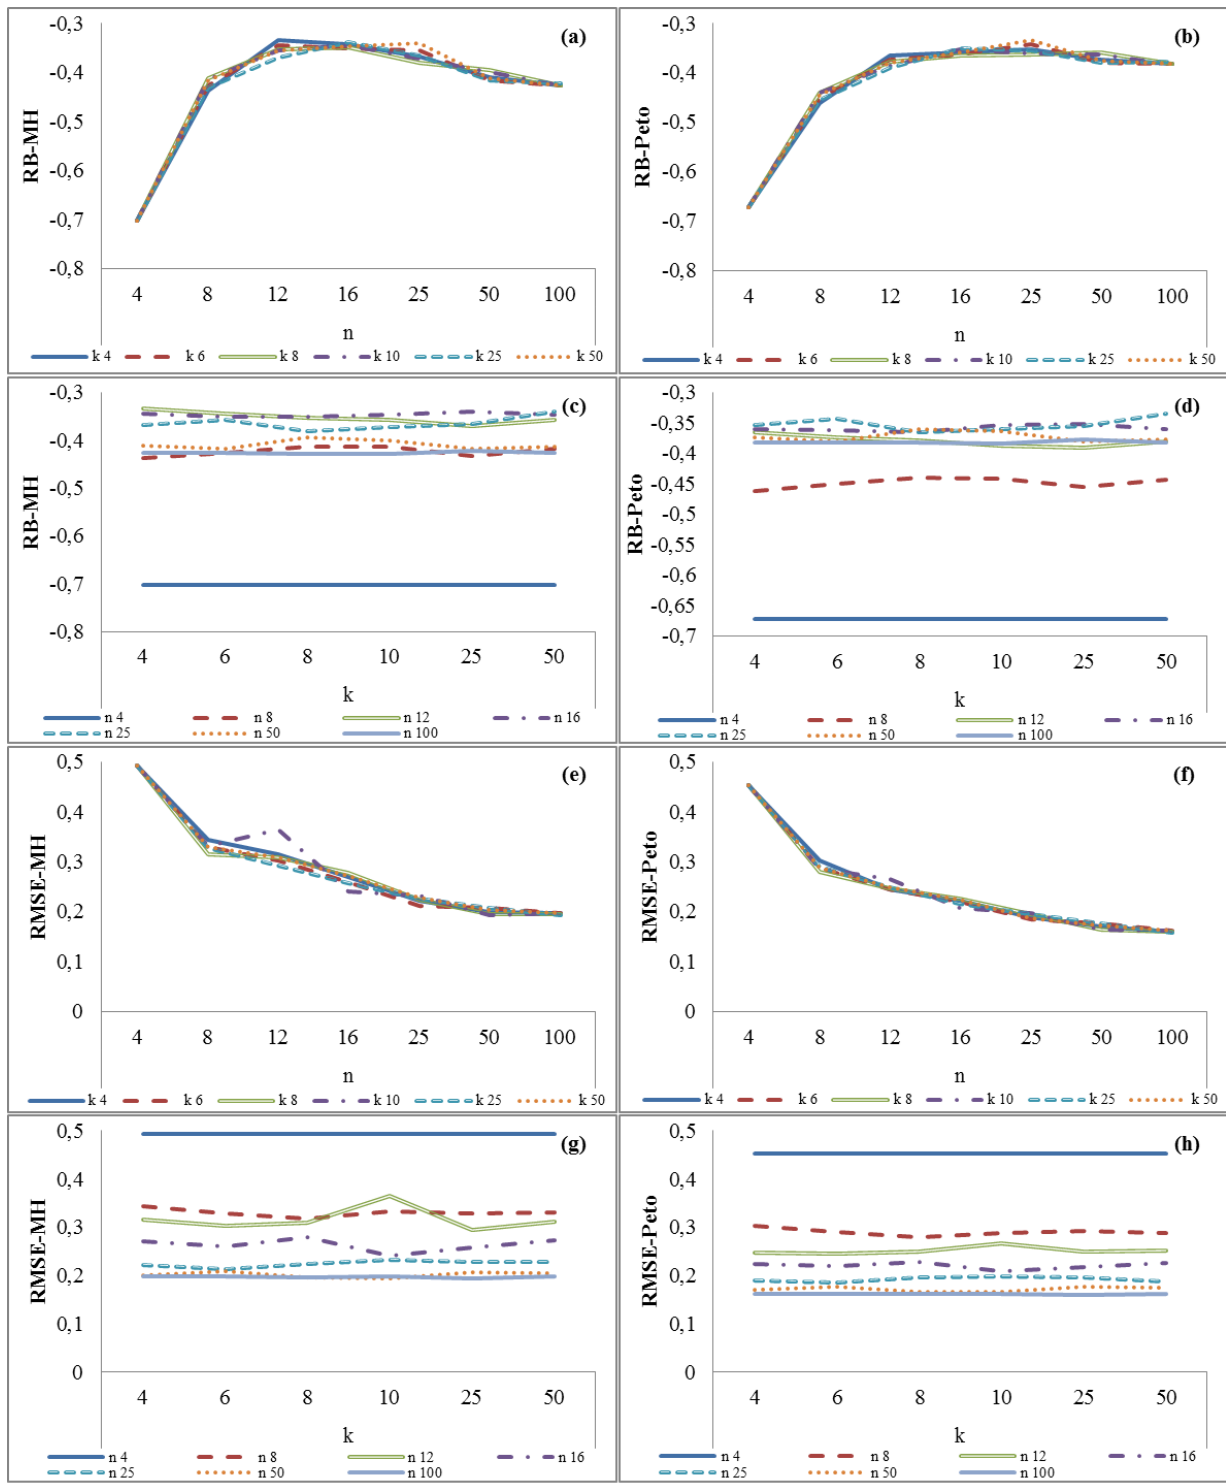 (a)
RB-MH
-0,3
-0,4
-0,5
-0,6
-0,7
-0,8
4 8 12 16 25 50 100
n
k 4 k 6 k 8 k 10 k 25 k 50
(b)
RB-Peto
-0,3
-0,4
-0,5
-0,6
-0,7
-0,8
4 8 12 16 25 50 100
n
k 4 k 6 k 8 k 10 k 25 k 50
(c)
RB-MH
-0,3
-0,4
-0,5
-0,6
-0,7
-0,8
4 6 8 10 25 50
k
n 4 n 8 n 12 n 16
n 25 n 50 n 100
(d)
RB-Peto
-0,3
-0,35
-0,4
-0,45
-0,5
-0,55
-0,6
-0,65
-0,7
4 6 8 10 25 50
k
n 4 n 8 n 12 n 16
n 25 n 50 n 100
(e)
RMSE-MH
0,5
0,4
0,3
0,2
0,1
0
4 8 12 16 25 50 100
n
k 4 k 6 k 8 k 10 k 25 k 50
(f)
RMSE-Peto
0,5
0,4
0,3
0,2
0,1
0
4 8 12 16 25 50 100
n
k 4 k 6 k 8 k 10 k 25 k 50
(g)
RMSE-MH
0,5
0,4
0,3
0,2
0,1
0
4 6 8 10 25 50
k
n 4 n 8 n 12 n 16
n 25 n 50 n 100
(h)
RMSE-Peto
0,5
0,4
0,3
0,2
0,1
0
4 6 8 10 25 50
k
n 4 n 8 n 12 n 16
n 25 n 50 n 100